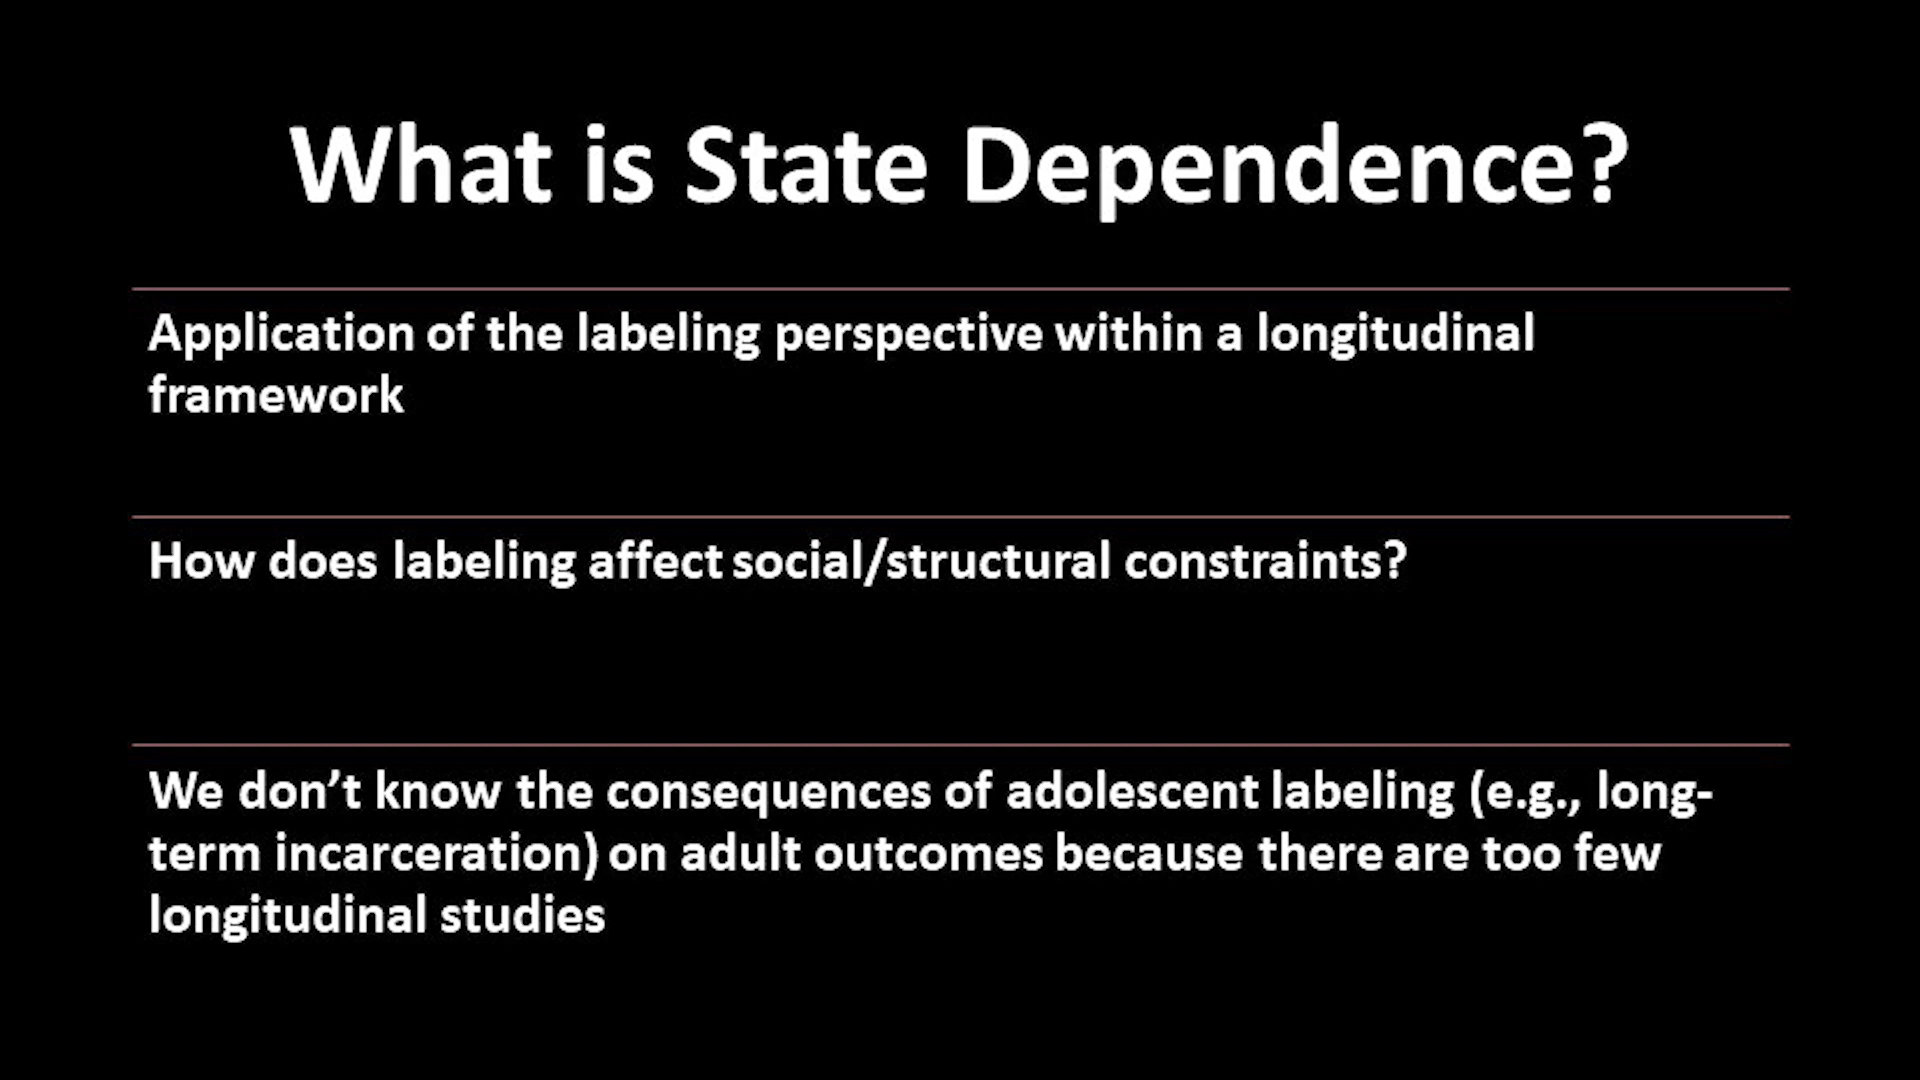 What is State Dependence?
Application of the labeling perspective within a longitudinal
framework
How does labeling affect social/structural constraints?
We don’t know the consequences of adolescent labeling (e.g., long-
term incarceration) on adult outcomes because there are too few
longitudinal studies